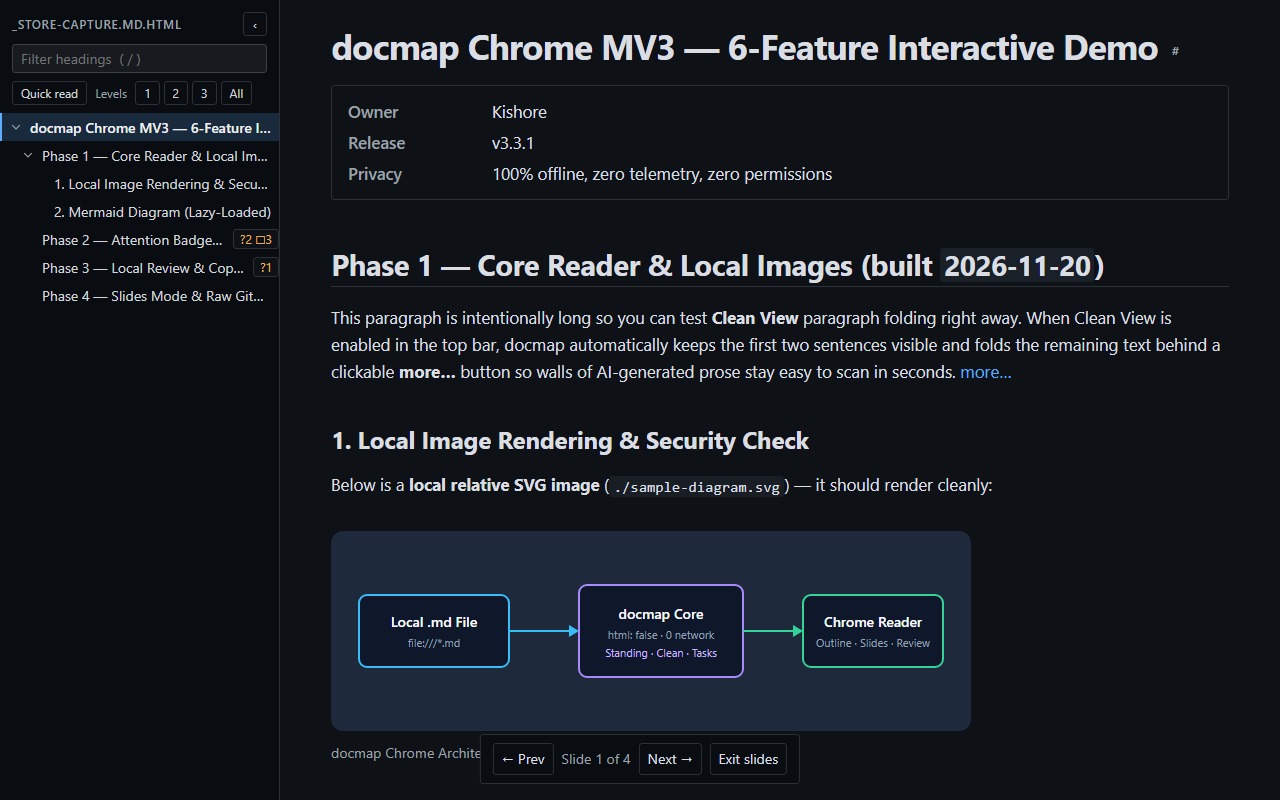 _STORE-CAPTURE.MD.HTML
‹
Filter headings ( / )
Quick read Levels 1 2 3 All
docmap Chrome MV3 — 6-Feature I...
Phase 1 — Core Reader & Local Im...
1. Local Image Rendering & Secu...
2. Mermaid Diagram (Lazy-Loaded)
Phase 2 — Attention Badge... ?2 ☐3
Phase 3 — Local Review & Cop... ?1
Phase 4 — Slides Mode & Raw Git...
docmap Chrome MV3 — 6-Feature Interactive Demo #
Owner Kishore
Release v3.3.1
Privacy 100% offline, zero telemetry, zero permissions
Phase 1 — Core Reader & Local Images (built 2026-11-20)
This paragraph is intentionally long so you can test Clean View paragraph folding right away. When Clean View is
enabled in the top bar, docmap automatically keeps the first two sentences visible and folds the remaining text behind a
clickable more... button so walls of AI-generated prose stay easy to scan in seconds. more...
1. Local Image Rendering & Security Check
Below is a local relative SVG image (./sample-diagram.svg) — it should render cleanly:
Local .md File
file:///*.md
docmap Core
html: false · 0 network
Standing · Clean · Tasks
Chrome Reader
Outline · Slides · Review
docmap Chrome Archite
← Prev Slide 1 of 4 Next → Exit slides